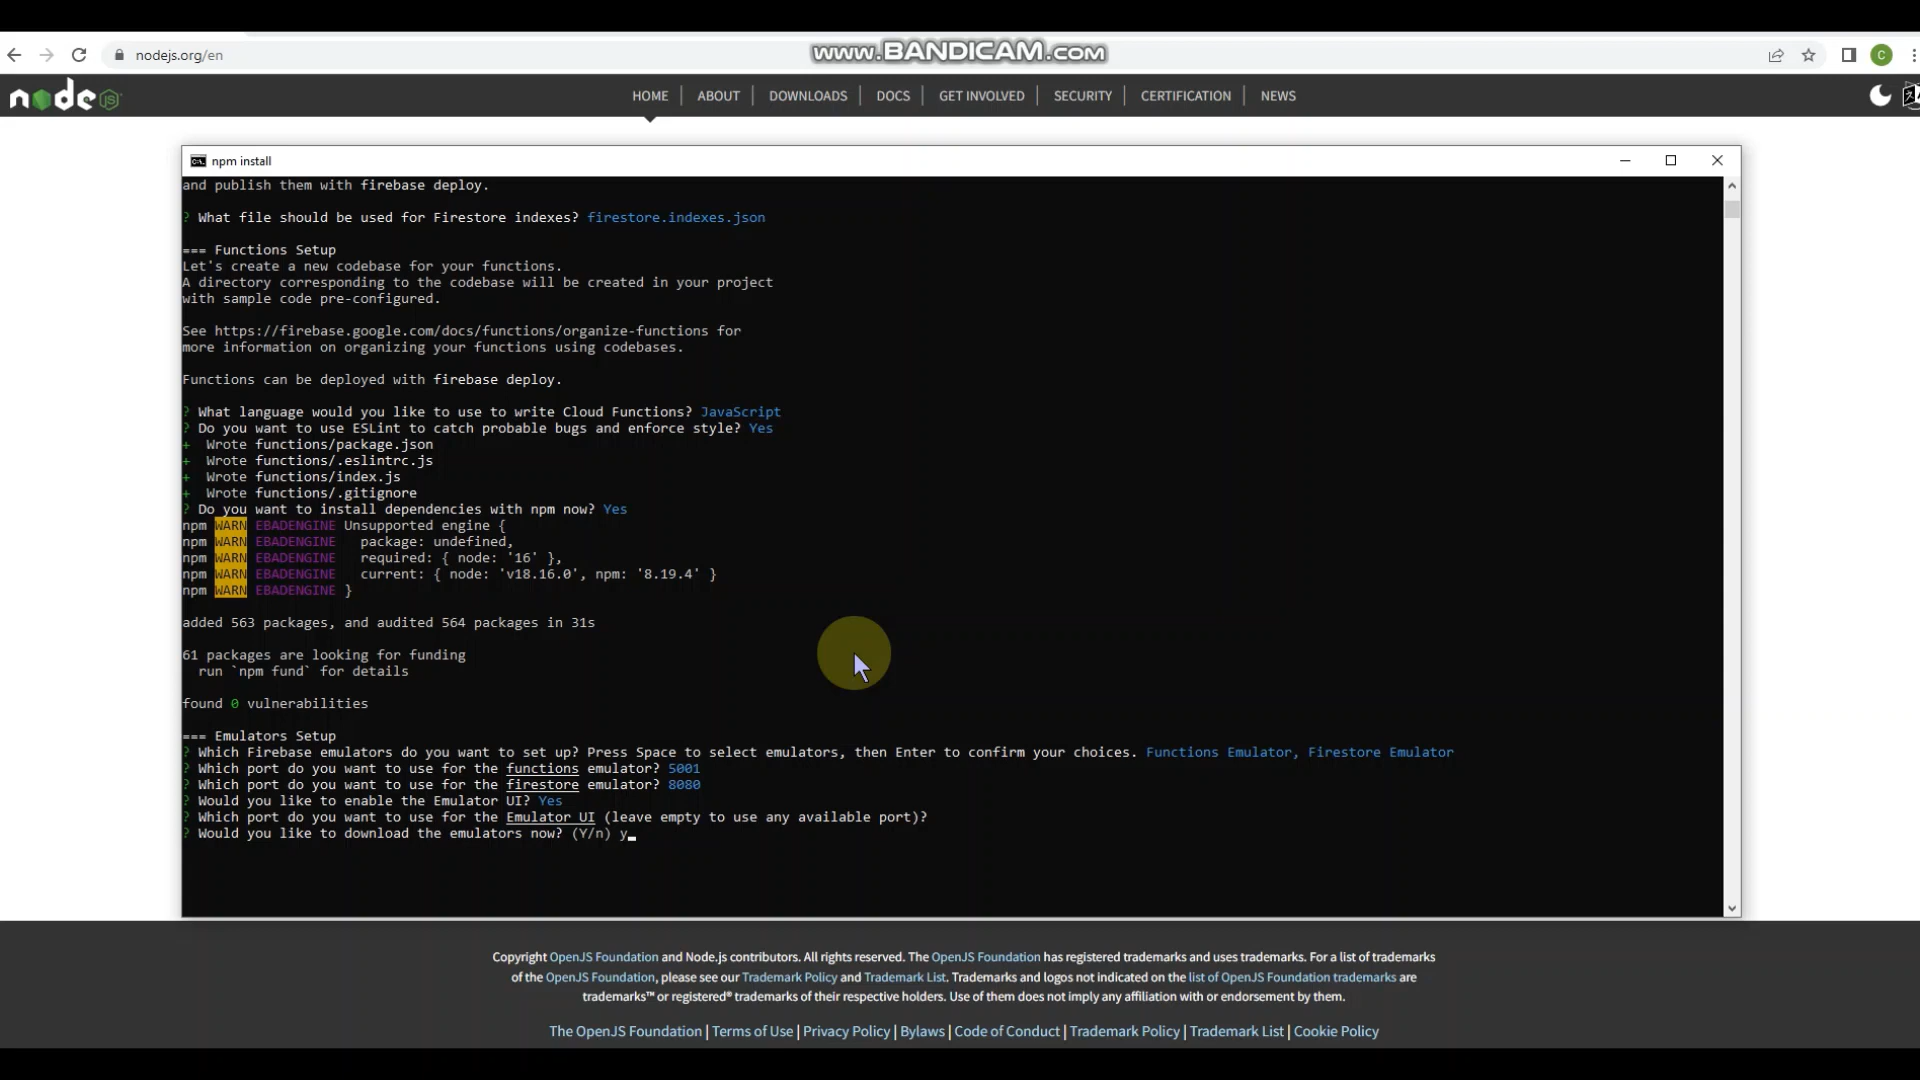 www.BANDICAM.com
nodejs.org/en
C
node JS
HOME | ABOUT | DOWNLOADS | DOCS | GET INVOLVED | SECURITY | CERTIFICATION | NEWS
npm install
and publish them with firebase deploy.
? What file should be used for Firestore indexes? firestore.indexes.json
=== Functions Setup
Let's create a new codebase for your functions.
A directory corresponding to the codebase will be created in your project
with sample code pre-configured.
See https://firebase.google.com/docs/functions/organize-functions for
more information on organizing your functions using codebases.
Functions can be deployed with firebase deploy.
? What language would you like to use to write Cloud Functions? JavaScript
? Do you want to use ESLint to catch probable bugs and enforce style? Yes
+  Wrote functions/package.json
+  Wrote functions/.eslintrc.js
+  Wrote functions/index.js
+  Wrote functions/.gitignore
? Do you want to install dependencies with npm now? Yes
npm WARN EBADENGINE Unsupported engine {
npm WARN EBADENGINE   package: undefined,
npm WARN EBADENGINE   required: { node: '16' },
npm WARN EBADENGINE   current: { node: 'v18.16.0', npm: '8.19.4' }
npm WARN EBADENGINE }
added 563 packages, and audited 564 packages in 31s
61 packages are looking for funding
run `npm fund` for details
found 0 vulnerabilities
=== Emulators Setup
? Which Firebase emulators do you want to set up? Press Space to select emulators, then Enter to confirm your choices. Functions Emulator, Firestore Emulator
? Which port do you want to use for the functions emulator? 5001
? Which port do you want to use for the firestore emulator? 8080
? Would you like to enable the Emulator UI? Yes
? Which port do you want to use for the Emulator UI (leave empty to use any available port)?
? Would you like to download the emulators now? (Y/n) y
Copyright OpenJS Foundation and Node.js contributors. All rights reserved. The OpenJS Foundation has registered trademarks and uses trademarks. For a list of trademarks
of the OpenJS Foundation, please see our Trademark Policy and Trademark List. Trademarks and logos not indicated on the list of OpenJS Foundation trademarks are
trademarks™ or registered® trademarks of their respective holders. Use of them does not imply any affiliation with or endorsement by them.
The OpenJS Foundation | Terms of Use | Privacy Policy | Bylaws | Code of Conduct | Trademark Policy | Trademark List | Cookie Policy